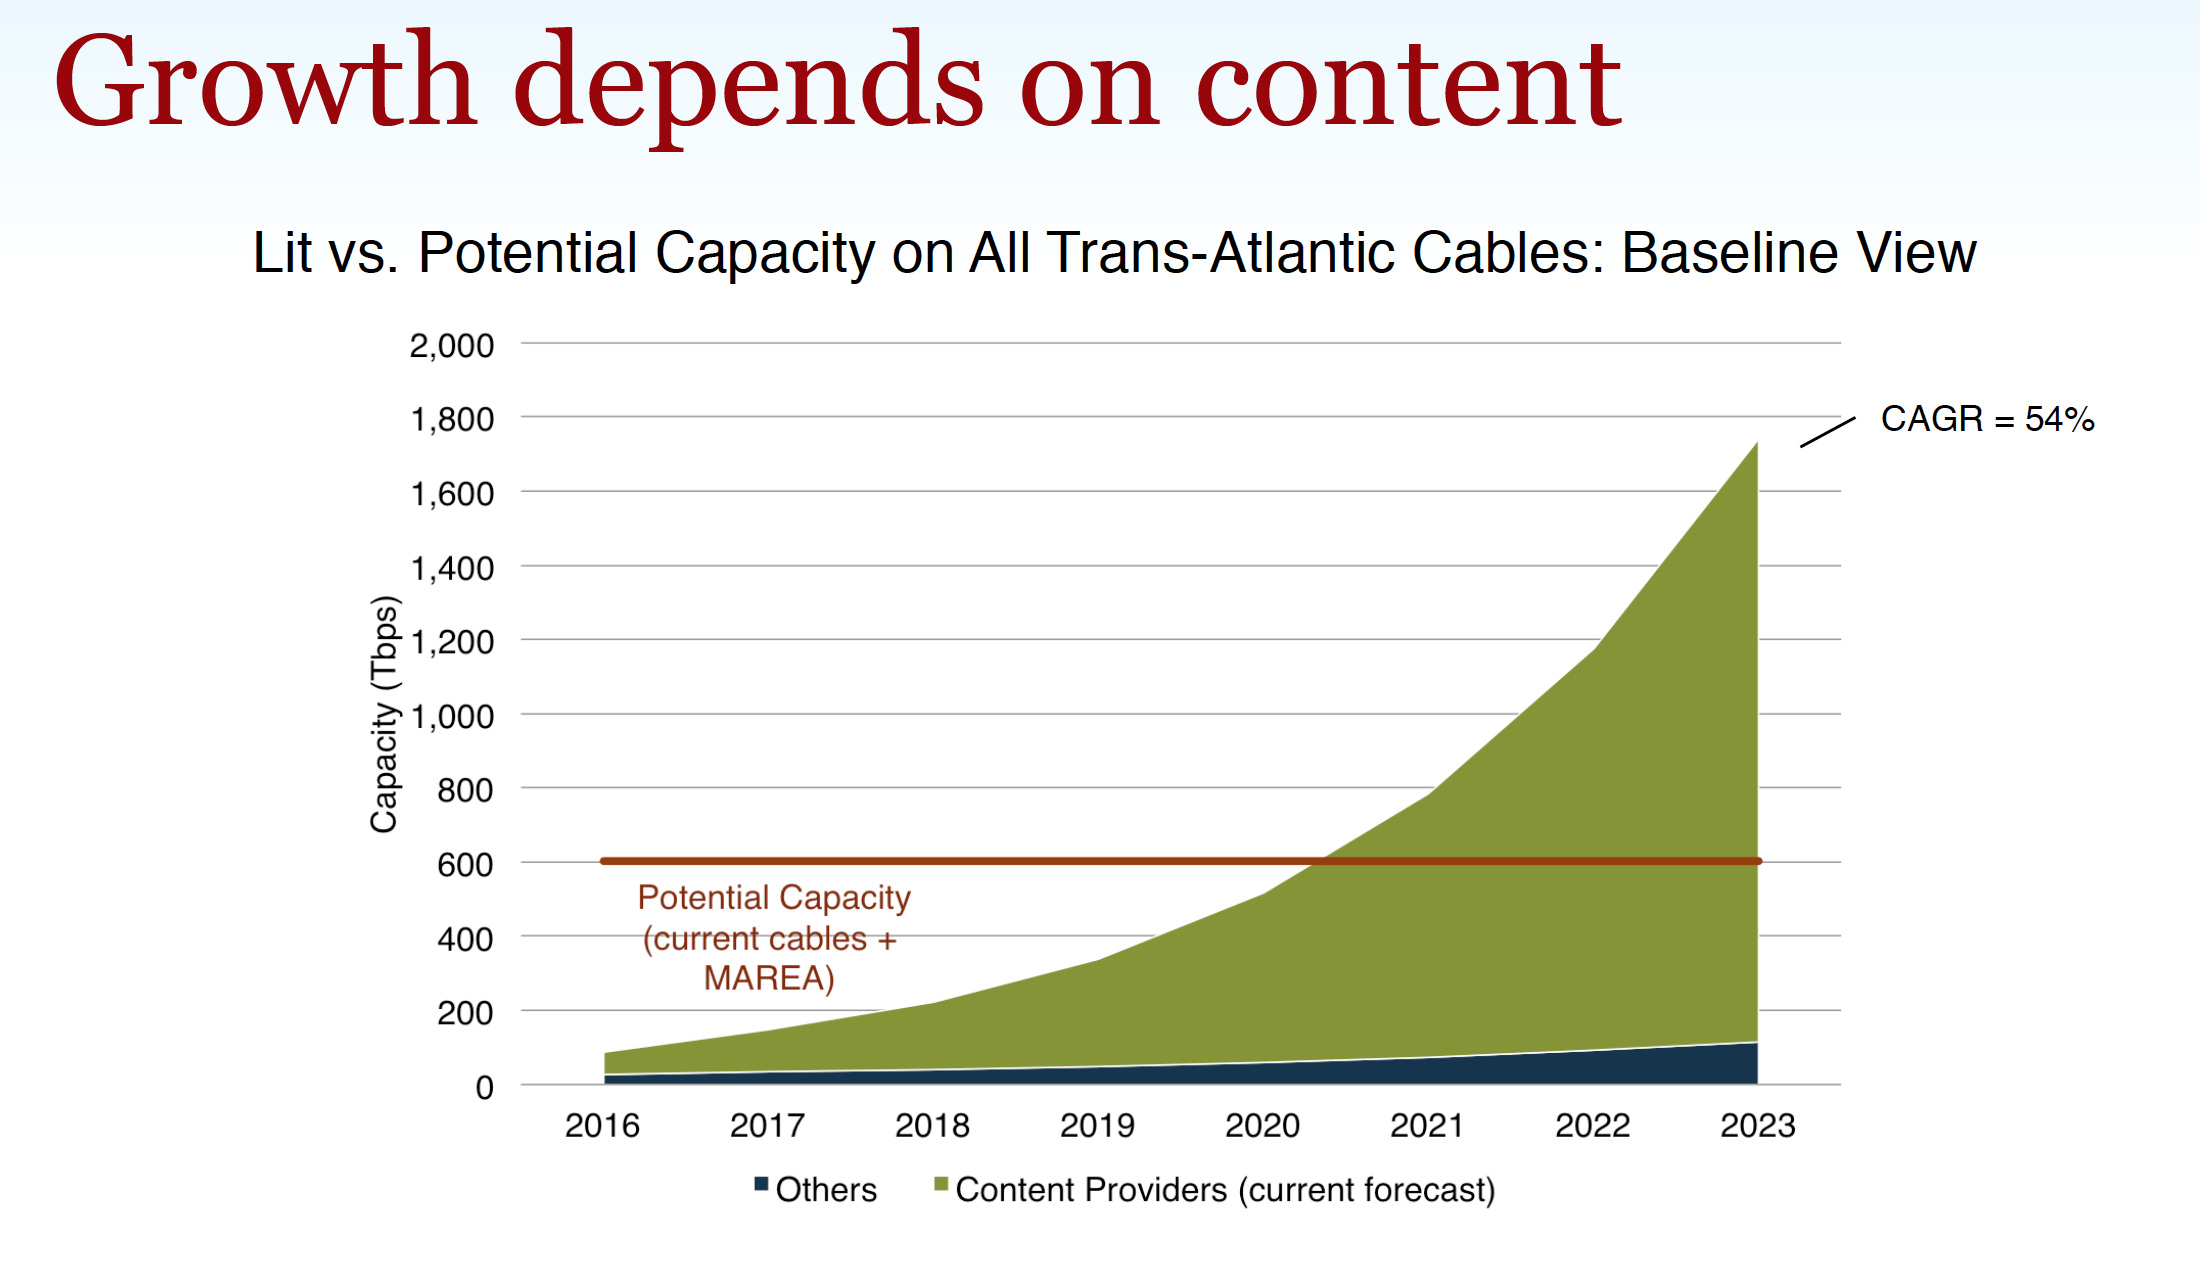 Growth depends on content
Lit vs. Potential Capacity on All Trans-Atlantic Cables: Baseline View
2,000
1,800
1,600
1,400
1,200
1,000
800
600
400
200
0
Capacity (Tbps)
CAGR = 54%
Potential Capacity
(current cables +
MAREA)
2016 2017 2018 2019 2020 2021 2022 2023
Others Content Providers (current forecast)